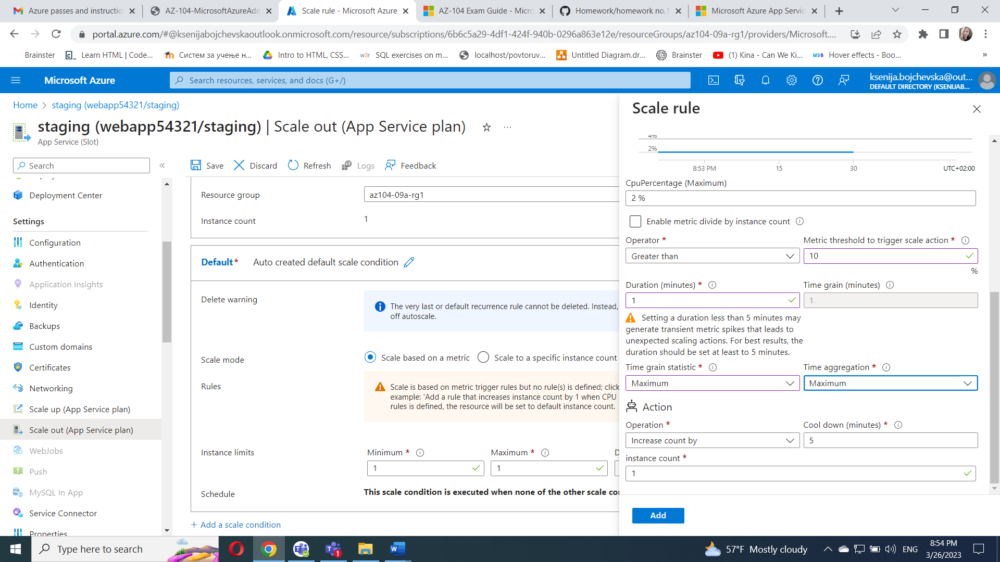 Azure passes and instruction
AZ-104-MicrosoftAzureAdm
Scale rule - Microsoft Azure
AZ-104 Exam Guide - Micro
Homework/homework no.1
Microsoft Azure App Servic
portal.azure.com/#@ksenijabojchevskaoutlook.onmicrosoft.com/resource/subscriptions/6b6c5a29-4df1-424f-940b-0296a863e12e/resourceGroups/az104-09a-rg1/providers/Microsoft....
Brainster
Learn HTML | Code...
Систем за учење н...
Intro to HTML, CSS...
SQL exercises on m...
localhost/povtoruv...
Untitled Diagram.dr...
Brainster
(1) Kina - Can We Ki...
Hover effects - Boo...
Microsoft Azure
Search resources, services, and docs (G+/)
ksenija.bojchevska@out...
DEFAULT DIRECTORY (KSENIJAB...
Home > staging (webapp54321/staging)
staging (webapp54321/staging) | Scale out (App Service plan)
App Service (Slot)
Search
Deployment Center
Settings
Configuration
Authentication
Application Insights
Identity
Backups
Custom domains
Certificates
Networking
Scale up (App Service plan)
Scale out (App Service plan)
WebJobs
Push
MySQL In App
Service Connector
Properties
Save
Discard
Refresh
Logs
Feedback
Resource group
az104-09a-rg1
Instance count
1
Default* Auto created default scale condition
Delete warning
The very last or default recurrence rule cannot be deleted. Instead,
off autoscale.
Scale mode
Scale based on a metric
Scale to a specific instance count
Rules
Scale is based on metric trigger rules but no rule(s) is defined; click
example: 'Add a rule that increases instance count by 1 when CPU
rules is defined, the resource will be set to default instance count.
Instance limits
Minimum *
1
Maximum *
1
Schedule
This scale condition is executed when none of the other scale co
+ Add a scale condition
Scale rule
4%
2%
8:53 PM
15
30
UTC+02:00
CpuPercentage (Maximum)
2 %
Enable metric divide by instance count
Operator *
Greater than
Metric threshold to trigger scale action *
10
%
Duration (minutes) *
1
Time grain (minutes)
1
Setting a duration less than 5 minutes may
generate transient metric spikes that leads to
unexpected scaling actions. For best results, the
duration should be set at least to 5 minutes.
Time grain statistic *
Maximum
Time aggregation *
Maximum
Action
Operation *
Increase count by
Cool down (minutes) *
5
instance count *
1
Add
Type here to search
1
57°F Mostly cloudy
ENG
8:54 PM
3/26/2023